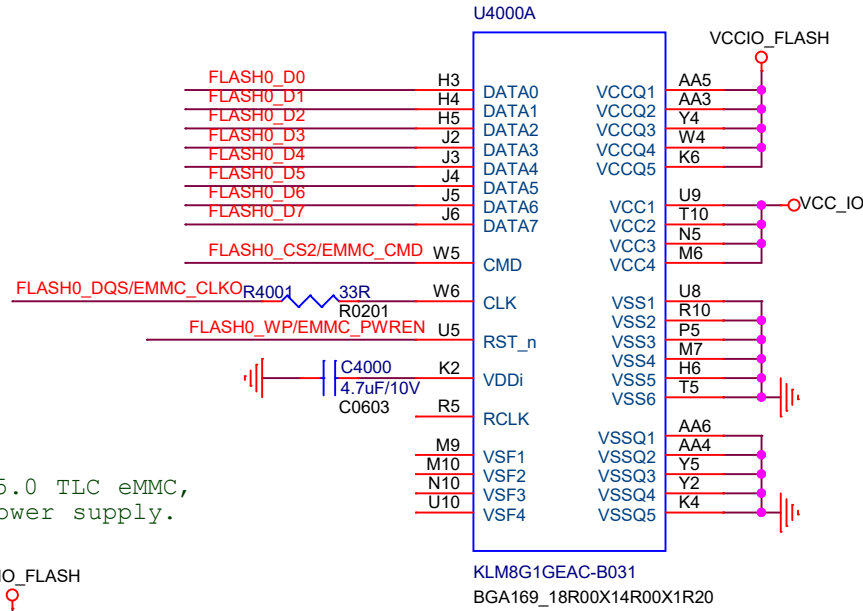 U4000A
VCCIO_FLASH
FLASH0_D0 H3 DATA0 VCCQ1 AA5
FLASH0_D1 H4 DATA1 VCCQ2 AA3
FLASH0_D2 H5 DATA2 VCCQ3 Y4
FLASH0_D3 J2 DATA3 VCCQ4 W4
FLASH0_D4 J3 DATA4 VCCQ5 K6
FLASH0_D5 J4 DATA5
FLASH0_D6 J5 DATA6 VCC1 U9 VCC_IO
FLASH0_D7 J6 DATA7 VCC2 T10
VCC3 N5
FLASH0_CS2/EMMC_CMD W5 CMD VCC4 M6
FLASH0_DQS/EMMC_CLKO R4001 33R W6 CLK VSS1 U8
R0201 VSS2 R10
FLASH0_WP/EMMC_PWREN U5 RST_n VSS3 P5
VSS4 M7
C4000 K2 VDDi VSS5 H6
4.7uF/10V VSS6 T5
C0603
R5 RCLK
VSSQ1 AA6
M9 VSF1 VSSQ2 AA4
M10 VSF2 VSSQ3 Y5
N10 VSF3 VSSQ4 Y2
U10 VSF4 VSSQ5 K4
5.0 TLC eMMC,
ower supply.
IO_FLASH
KLM8G1GEAC-B031
BGA169_18R00X14R00X1R20